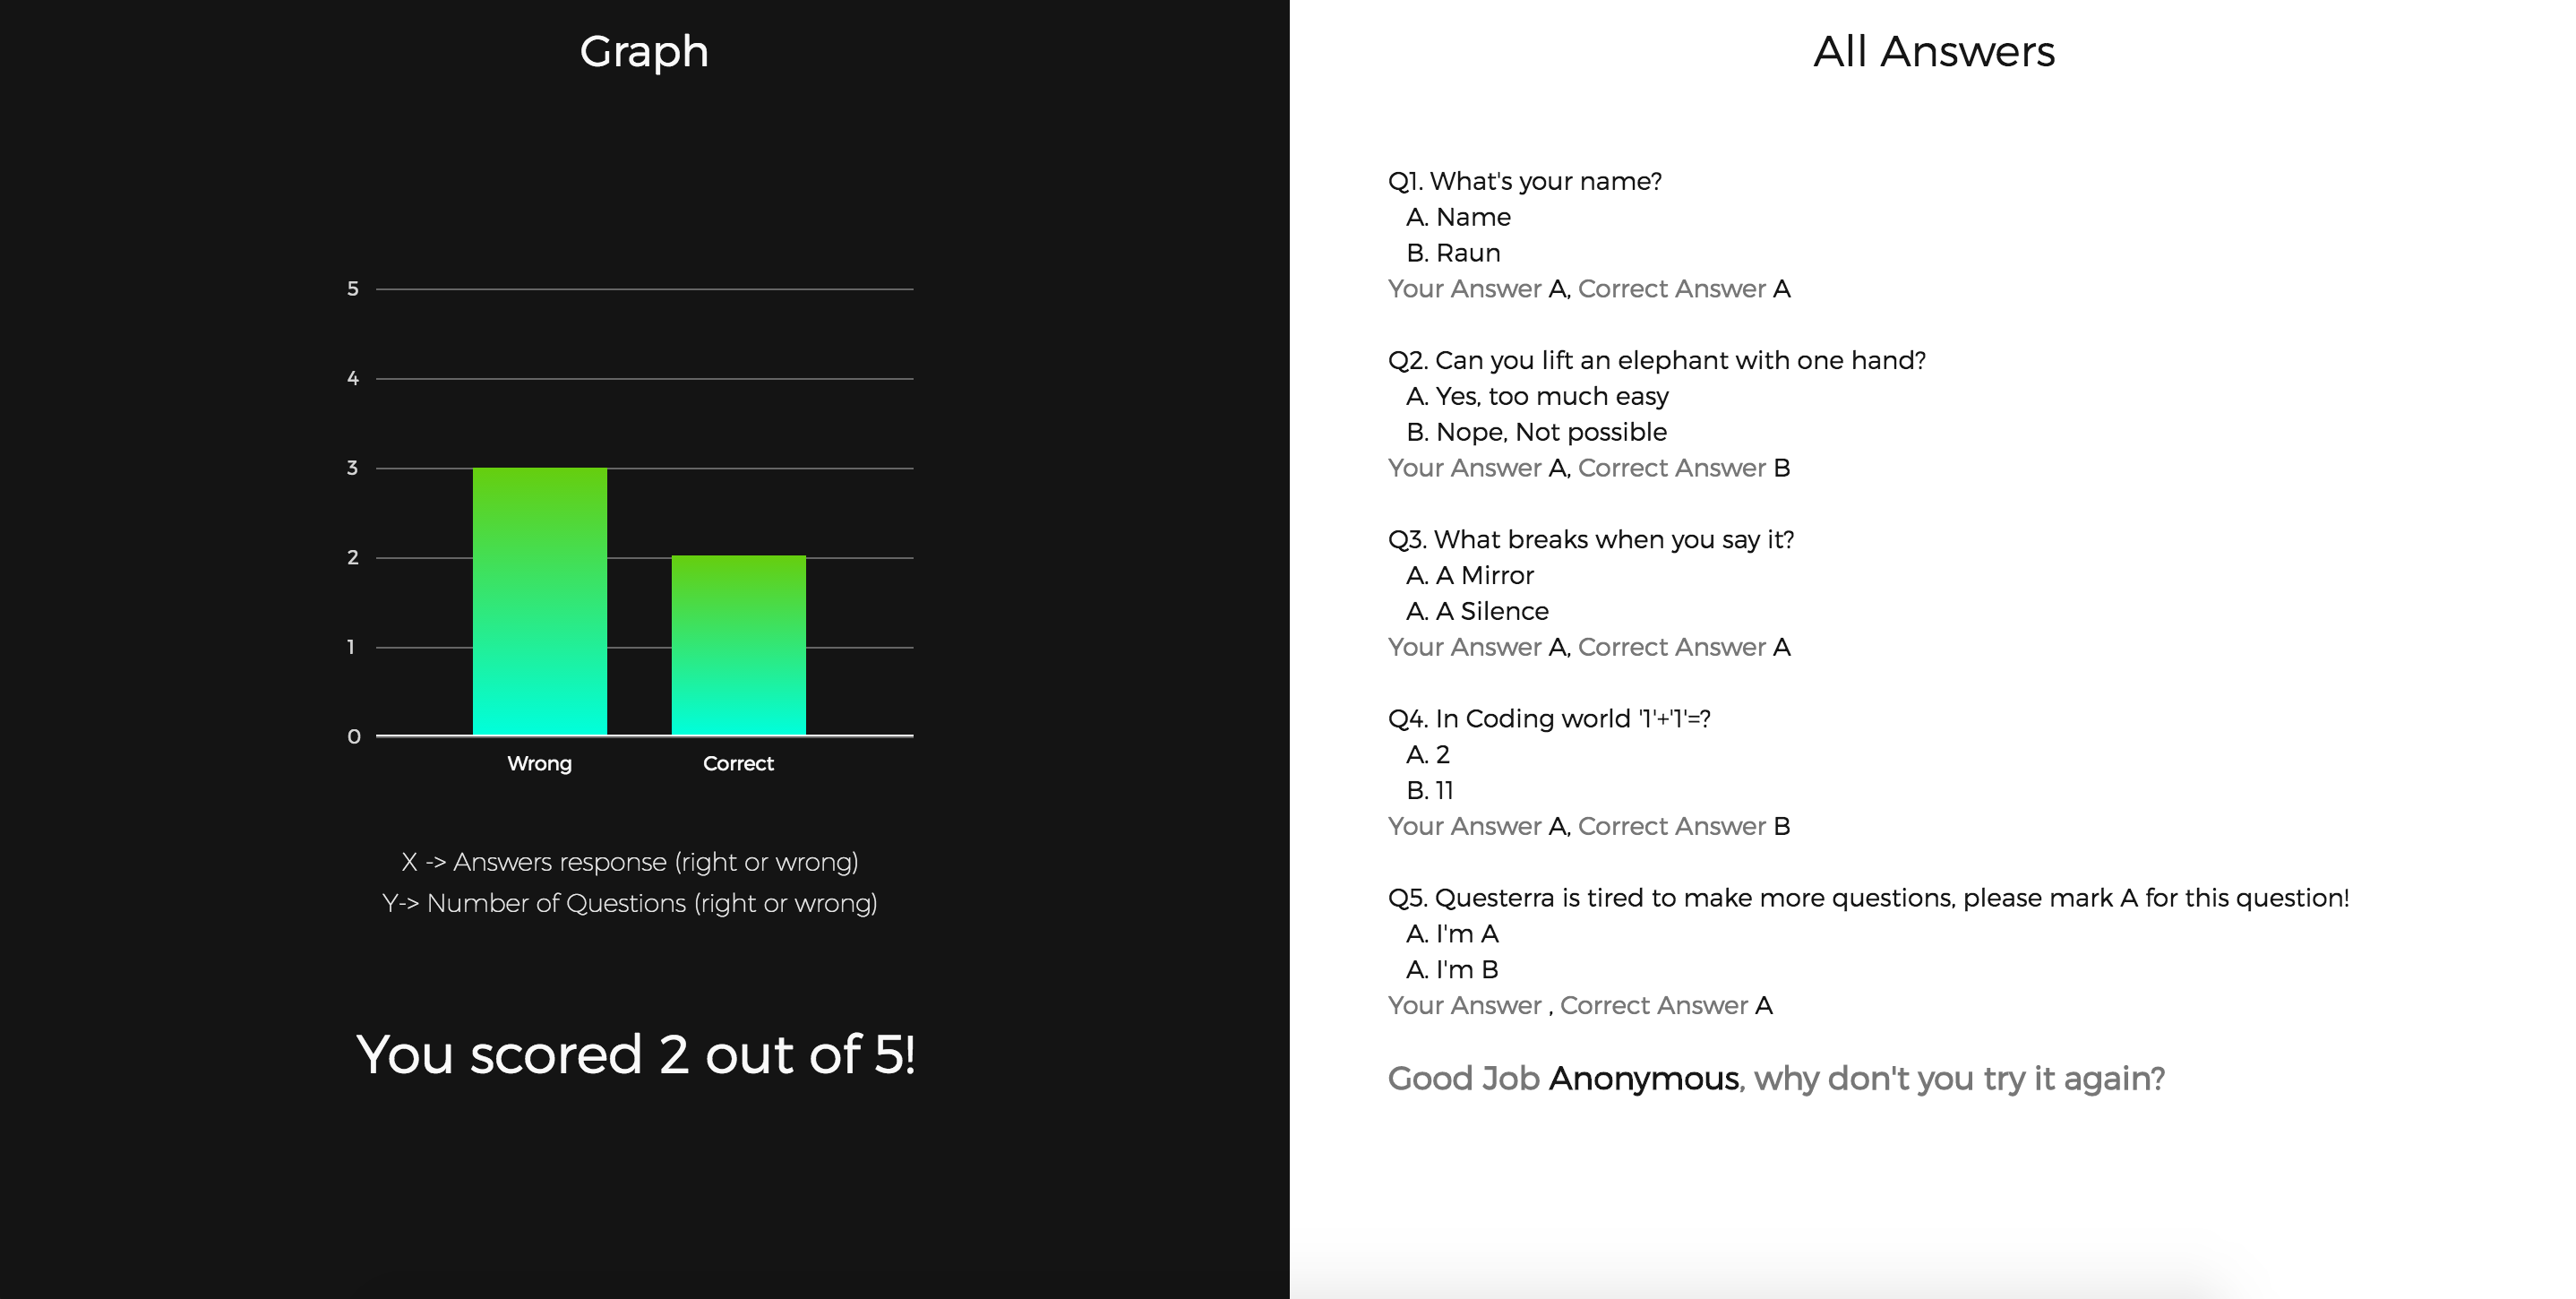 Graph
5
4
3
2
1
0
Wrong Correct
X -> Answers response (right or wrong)
Y-> Number of Questions (right or wrong)
You scored 2 out of 5!
All Answers
Q1. What's your name?
A. Name
B. Raun
Your Answer A, Correct Answer A
Q2. Can you lift an elephant with one hand?
A. Yes, too much easy
B. Nope, Not possible
Your Answer A, Correct Answer B
Q3. What breaks when you say it?
A. A Mirror
A. A Silence
Your Answer A, Correct Answer A
Q4. In Coding world '1'+'1'=?
A. 2
B. 11
Your Answer A, Correct Answer B
Q5. Questerra is tired to make more questions, please mark A for this question!
A. I'm A
A. I'm B
Your Answer , Correct Answer A
Good Job Anonymous, why don't you try it again?